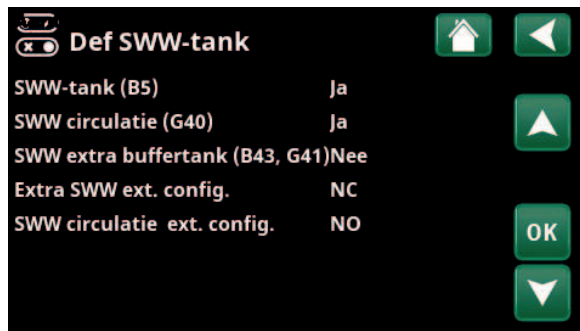 Def SWW-tank
SWW-tank (B5) Ja
SWW circulatie (G40) Ja
SWW extra buffertank (B43, G41)Nee
Extra SWW ext. config. NC
SWW circulatie  ext. config. NO
OK